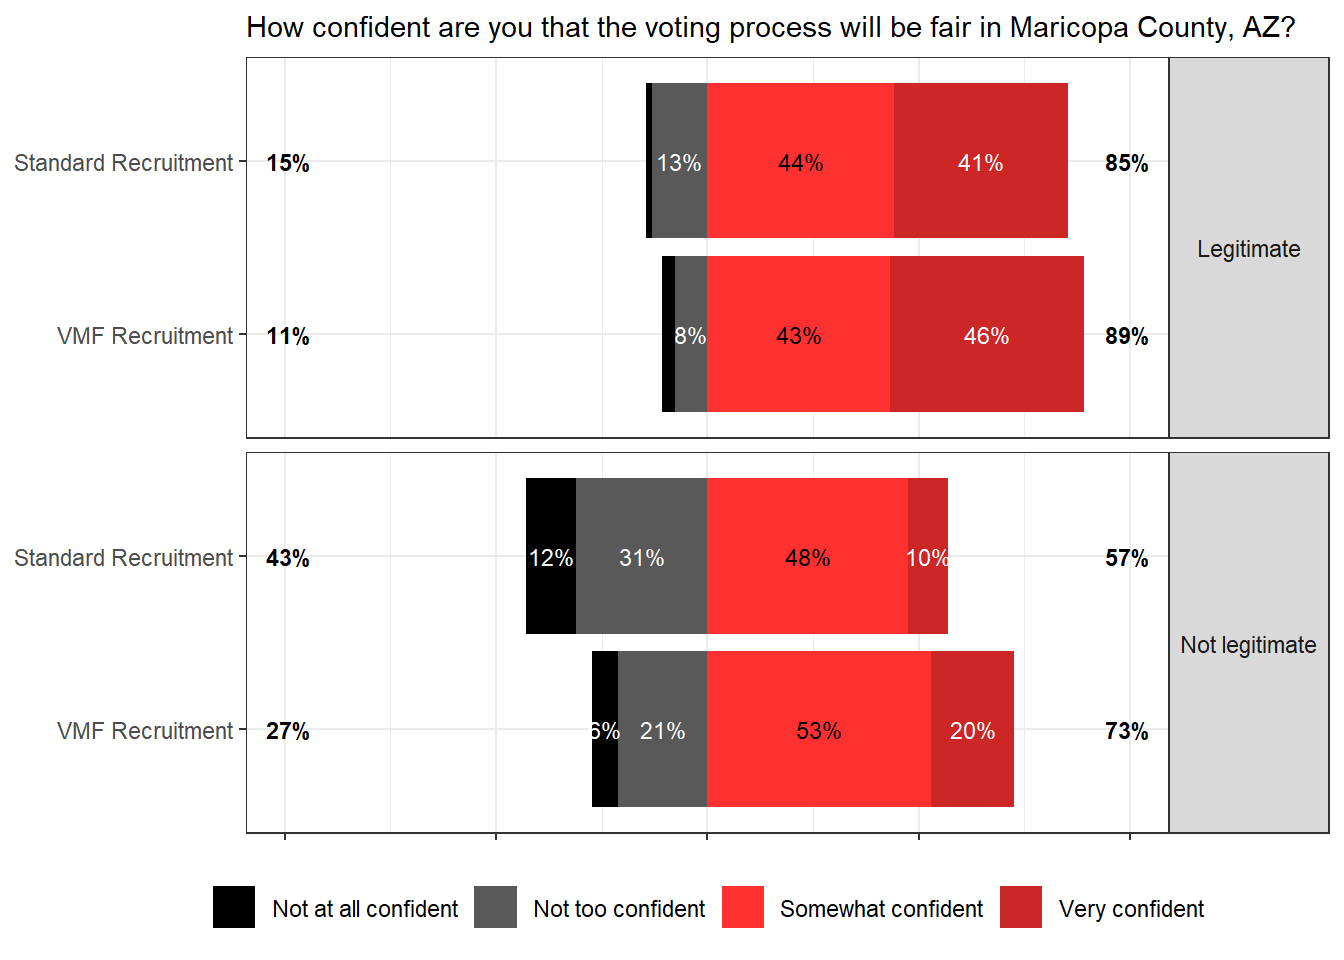 How confident are you that the voting process will be fair in Maricopa County, AZ?
Standard Recruitment 15% 13% 44% 41% 85%
Legitimate
VMF Recruitment 11% 8% 43% 46% 89%
Standard Recruitment 43% 12% 31% 48% 10% 57%
Not legitimate
VMF Recruitment 27% 6% 21% 53% 20% 73%
Not at all confident Not too confident Somewhat confident Very confident